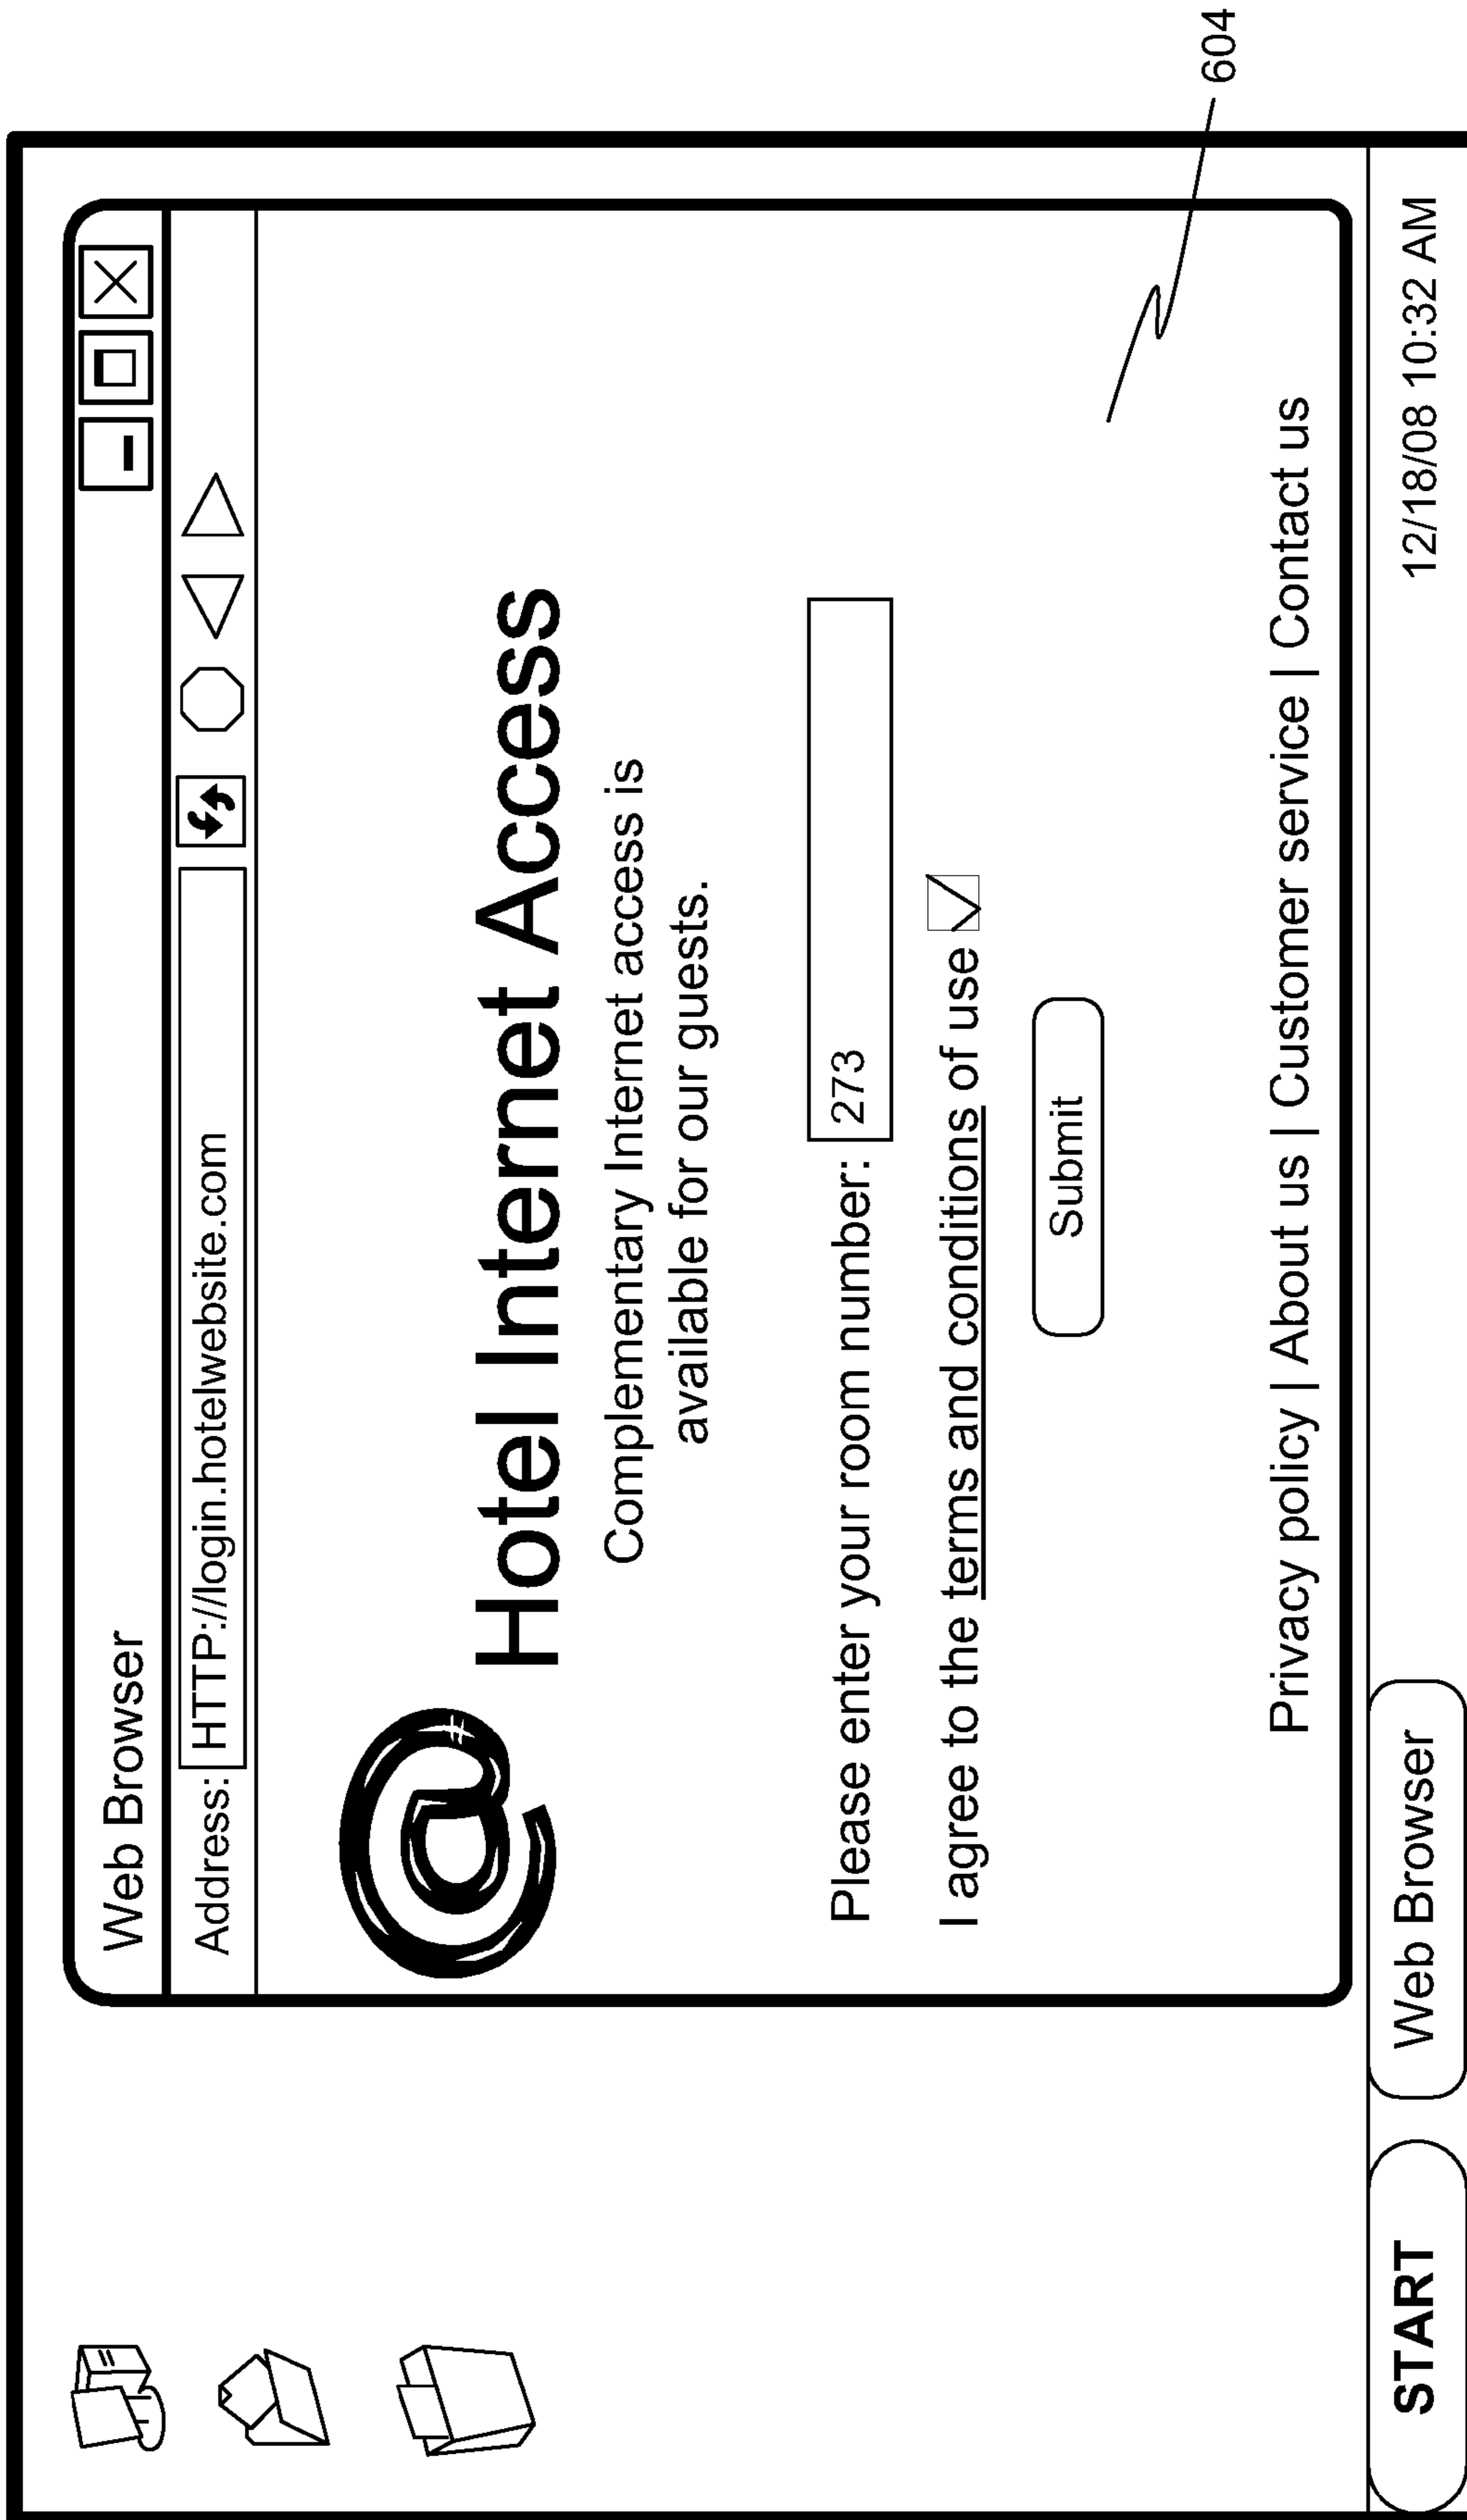 Web Browser
Address: HTTP://login.hotelwebsite.com
@ Hotel Internet Access
Complementary Internet access is
available for our guests.
Please enter your room number: 273
I agree to the terms and conditions of use
Submit
604
Privacy policy | About us | Customer service | Contact us
START Web Browser 12/18/08 10:32 AM